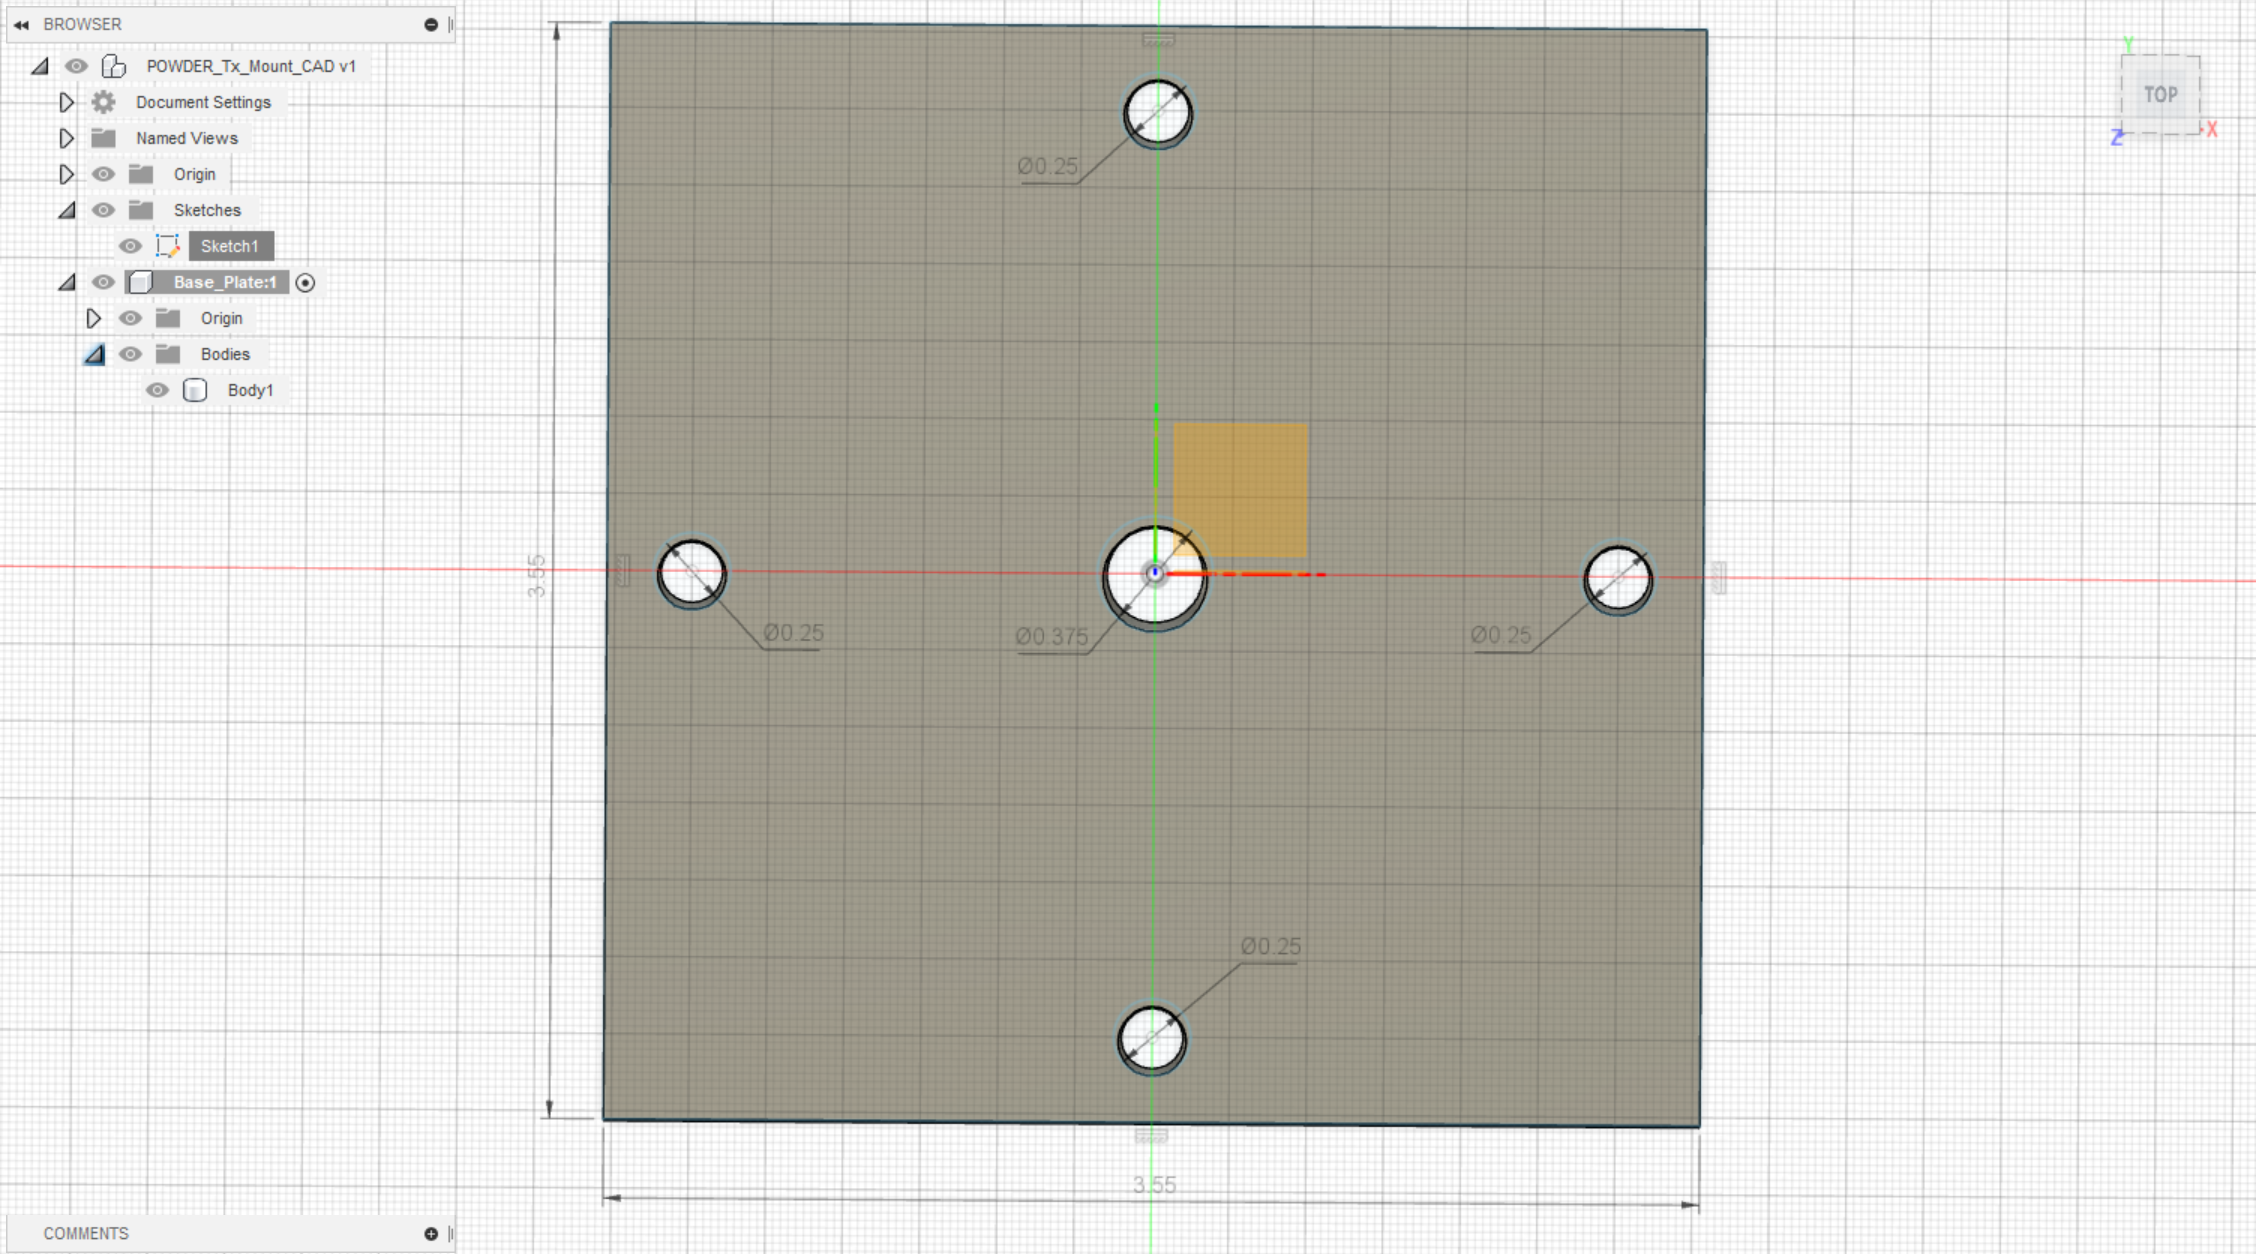 BROWSER
POWDER_Tx_Mount_CAD v1
Document Settings
Named Views
Origin
Sketches
Sketch1
Base_Plate:1
Origin
Bodies
Body1
COMMENTS
Ø0.25
3.55
Ø0.25
Ø0.375
Ø0.25
Ø0.25
3.55
Y
TOP
Z
X